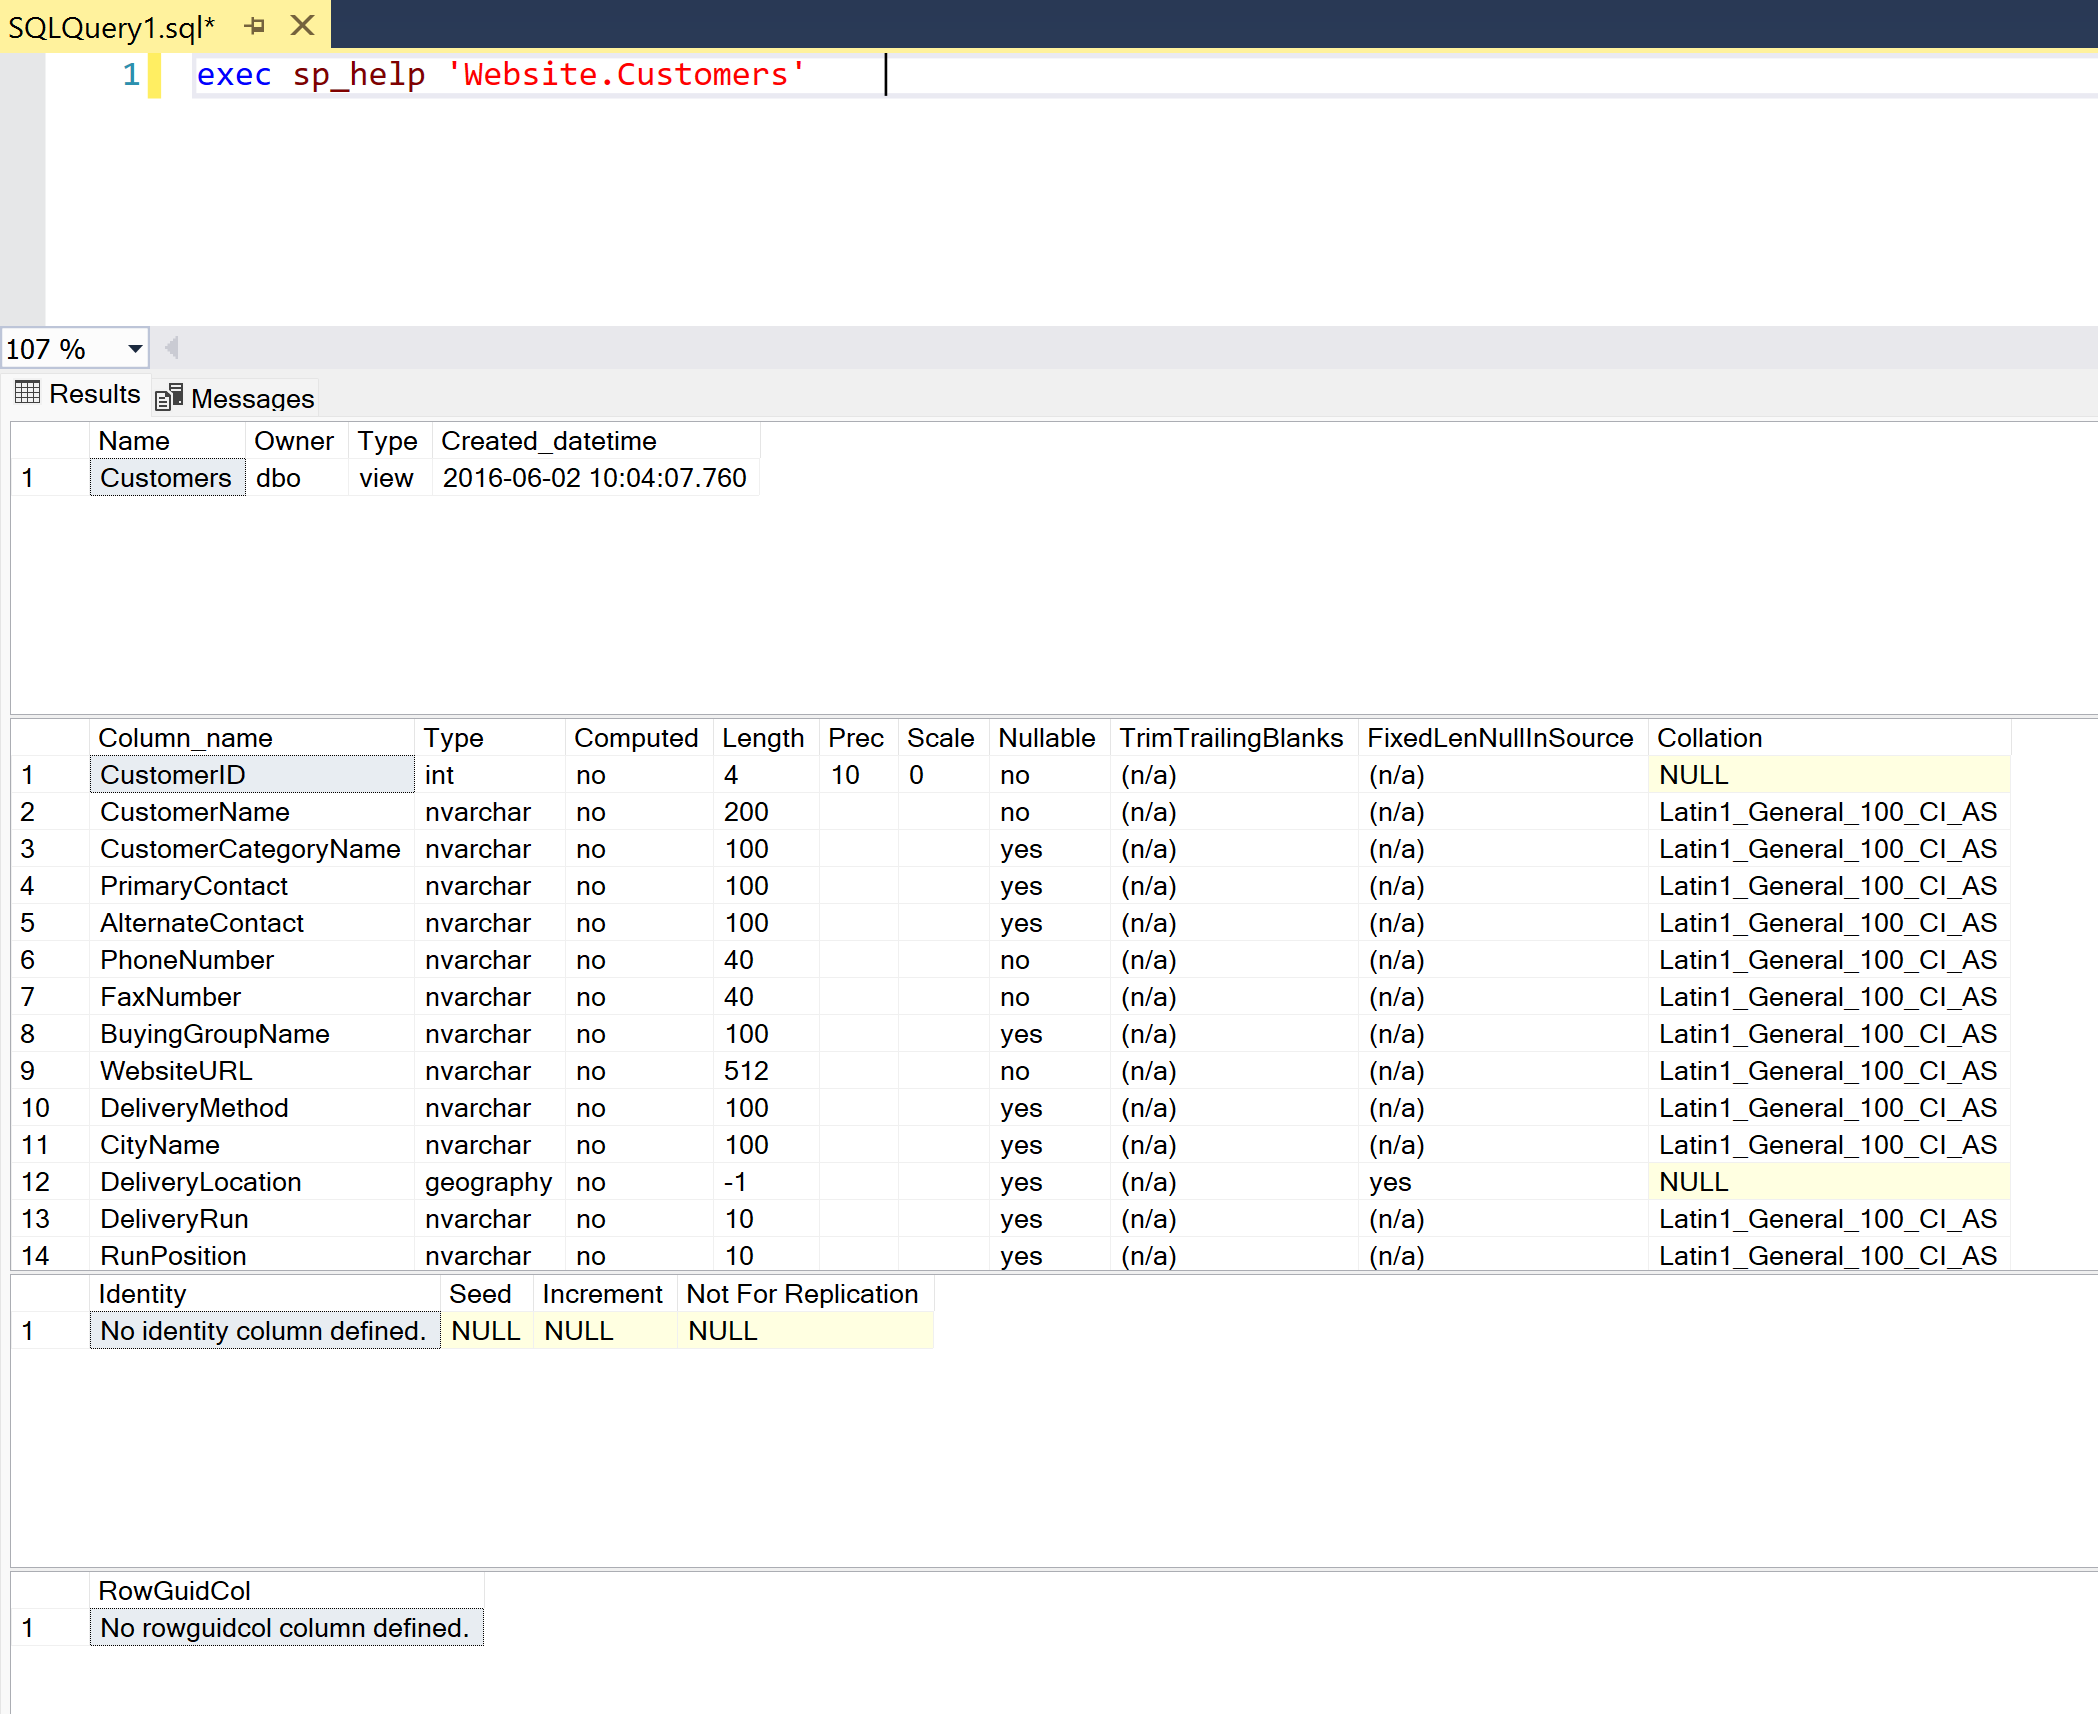 SQLQuery1.sql*
1 exec sp_help 'Website.Customers'
107 %
Results Messages
Name Owner Type Created_datetime
1 Customers dbo view 2016-06-02 10:04:07.760
Column_name Type Computed Length Prec Scale Nullable TrimTrailingBlanks FixedLenNullInSource Collation
1 CustomerID int no 4 10 0 no (n/a) (n/a) NULL
2 CustomerName nvarchar no 200 no (n/a) (n/a) Latin1_General_100_CI_AS
3 CustomerCategoryName nvarchar no 100 yes (n/a) (n/a) Latin1_General_100_CI_AS
4 PrimaryContact nvarchar no 100 yes (n/a) (n/a) Latin1_General_100_CI_AS
5 AlternateContact nvarchar no 100 yes (n/a) (n/a) Latin1_General_100_CI_AS
6 PhoneNumber nvarchar no 40 no (n/a) (n/a) Latin1_General_100_CI_AS
7 FaxNumber nvarchar no 40 no (n/a) (n/a) Latin1_General_100_CI_AS
8 BuyingGroupName nvarchar no 100 yes (n/a) (n/a) Latin1_General_100_CI_AS
9 WebsiteURL nvarchar no 512 no (n/a) (n/a) Latin1_General_100_CI_AS
10 DeliveryMethod nvarchar no 100 yes (n/a) (n/a) Latin1_General_100_CI_AS
11 CityName nvarchar no 100 yes (n/a) (n/a) Latin1_General_100_CI_AS
12 DeliveryLocation geography no -1 yes (n/a) yes NULL
13 DeliveryRun nvarchar no 10 yes (n/a) (n/a) Latin1_General_100_CI_AS
14 RunPosition nvarchar no 10 yes (n/a) (n/a) Latin1_General_100_CI_AS
Identity Seed Increment Not For Replication
1 No identity column defined. NULL NULL NULL
RowGuidCol
1 No rowguidcol column defined.